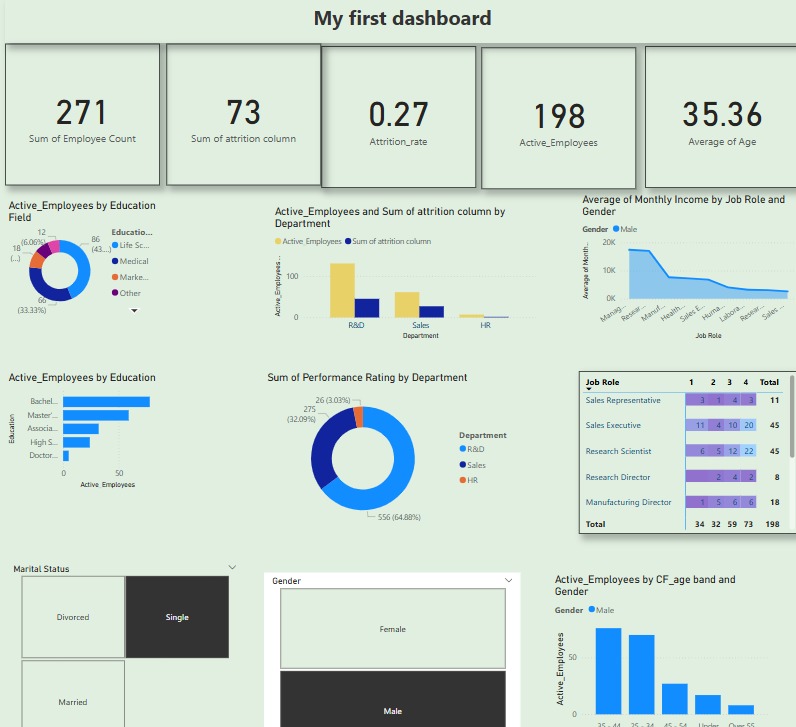 My first dashboard
271
Sum of Employee Count
73
Sum of attrition column
0.27
Attrition_rate
198
Active_Employees
35.36
Average of Age
Active_Employees by Education
Field
12
(6.06%)
18
(...)
86
(43....)
66
(33.33%)
Educatio...
Life Sc...
Medical
Marke...
Other
Active_Employees and Sum of attrition column by
Department
Active_Employees Sum of attrition column
Active_Employees...
100
0
R&D Sales HR
Department
Average of Monthly Income by Job Role and
Gender
Gender Male
Average of Month...
20K
10K
0K
Manag... Resear... Manuf... Health... Sales E... Huma... Labora... Resear... Sales ...
Job Role
Active_Employees by Education
Education
Bachel...
Master'...
Associa...
High S...
Doctor...
0 50
Active_Employees
Sum of Performance Rating by Department
26 (3.03%)
275
(32.09%)
556 (64.88%)
Department
R&D
Sales
HR
Job Role 1 2 3 4 Total
Sales Representative 3 1 4 3 11
Sales Executive 11 4 10 20 45
Research Scientist 6 5 12 22 45
Research Director 2 4 2 8
Manufacturing Director 1 5 6 6 18
Total 34 32 59 73 198
Marital Status
Divorced
Single
Married
Gender
Female
Male
Active_Employees by CF_age band and
Gender
Gender Male
Active_Employees
50
0
35 - 44 25 - 34 45 - 54 Under Over 55